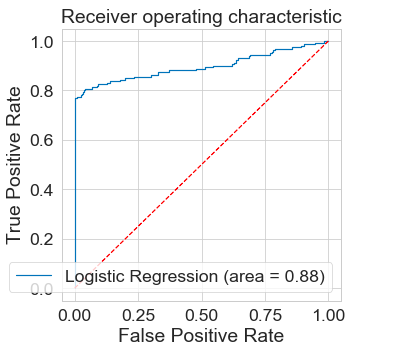 Receiver operating characteristic
1.0
0.8
0.6
0.4
0.2
0.0
True Positive Rate
Logistic Regression (area = 0.88)
0.00 0.25 0.50 0.75 1.00
False Positive Rate